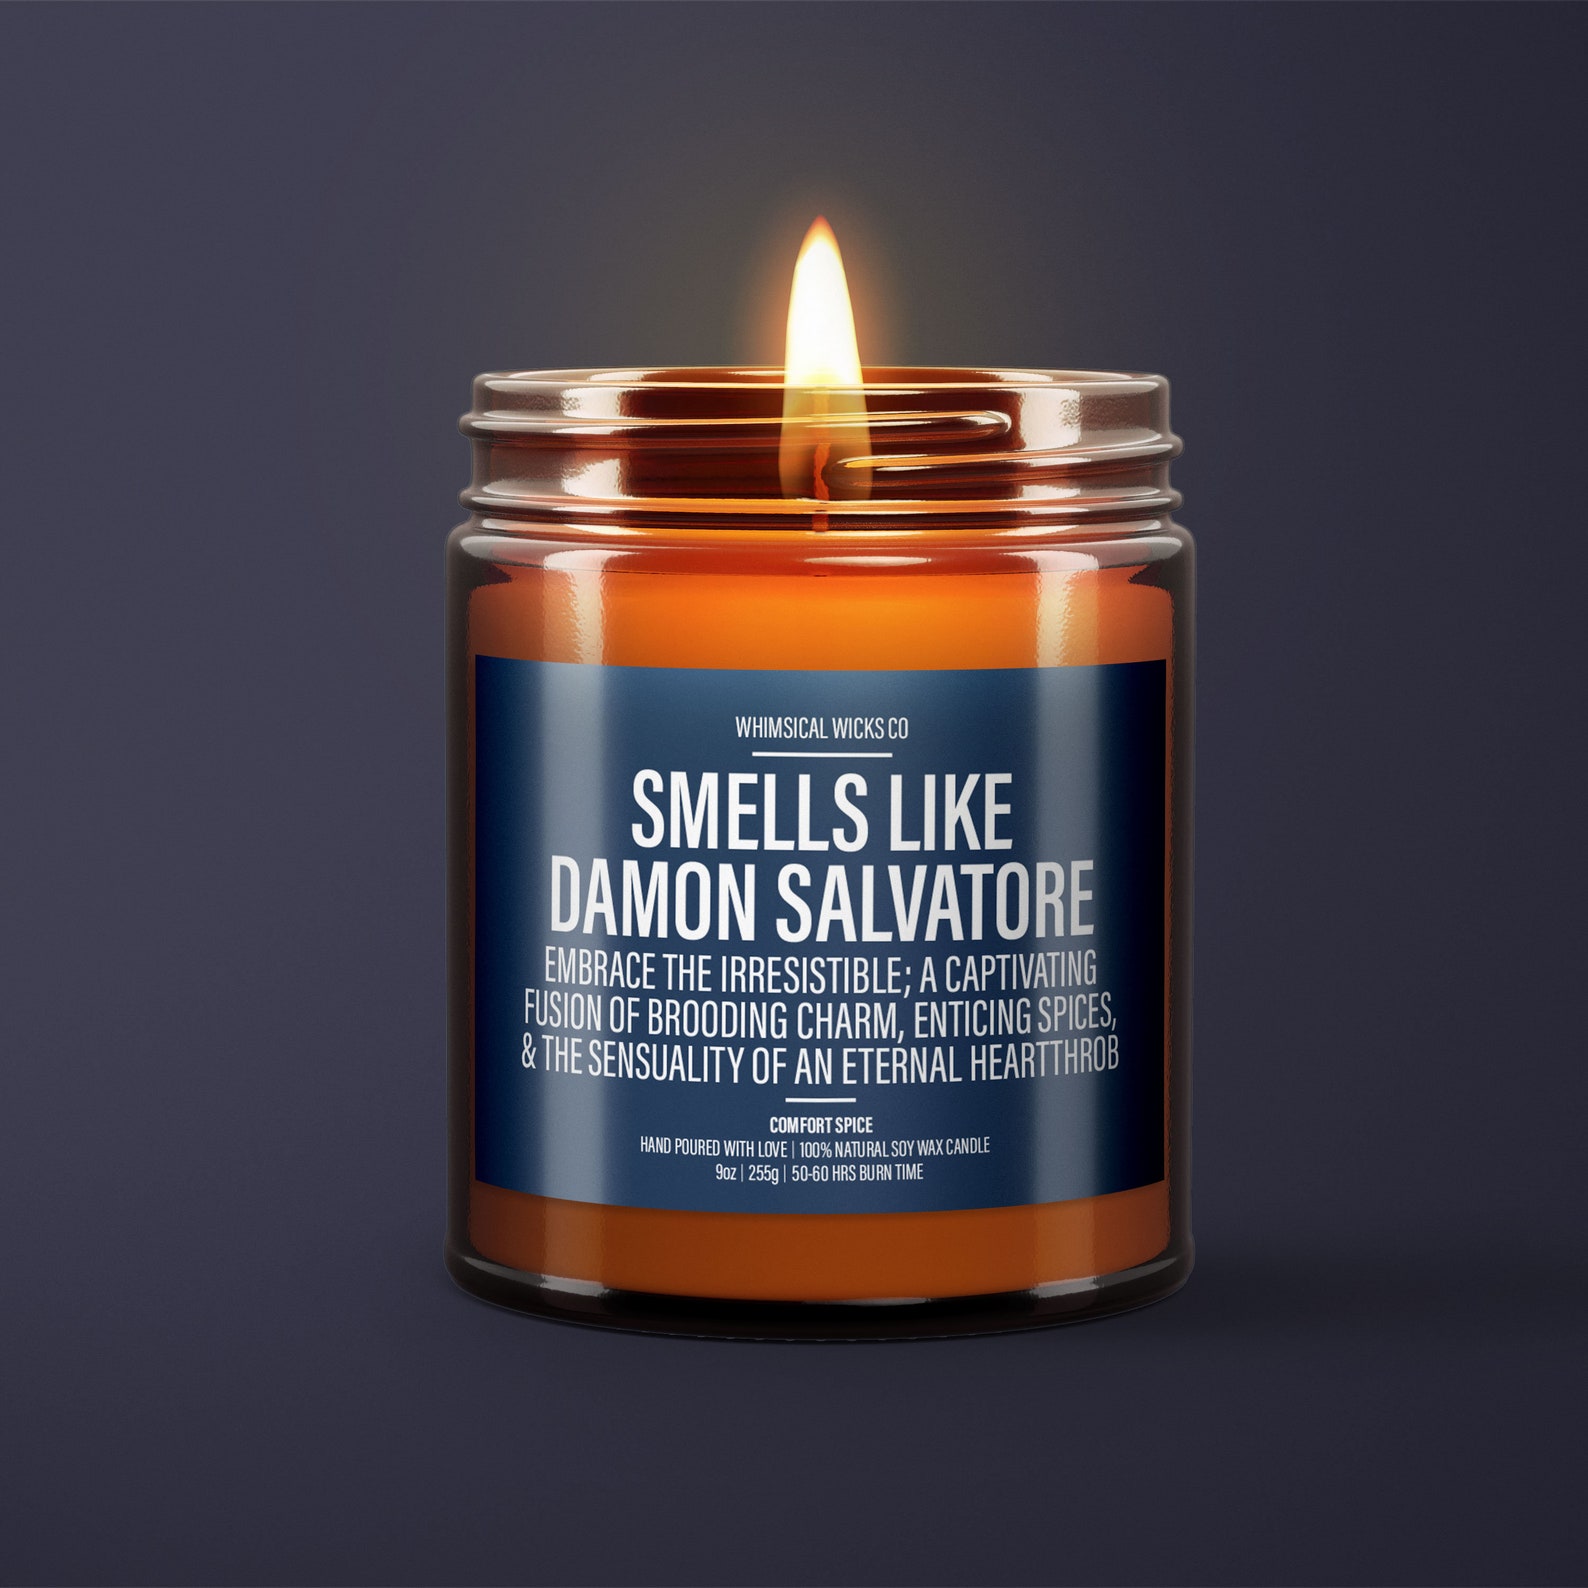 WHIMSICAL WICKS CO
SMELLS LIKE
DAMON SALVATORE
EMBRACE THE IRRESISTIBLE; A CAPTIVATING
FUSION OF BROODING CHARM, ENTICING SPICES,
& THE SENSUALITY OF AN ETERNAL HEARTTHROB
COMFORT SPICE
HAND POURED WITH LOVE | 100% NATURAL SOY WAX CANDLE
9oz | 255g | 50-60 HRS BURN TIME